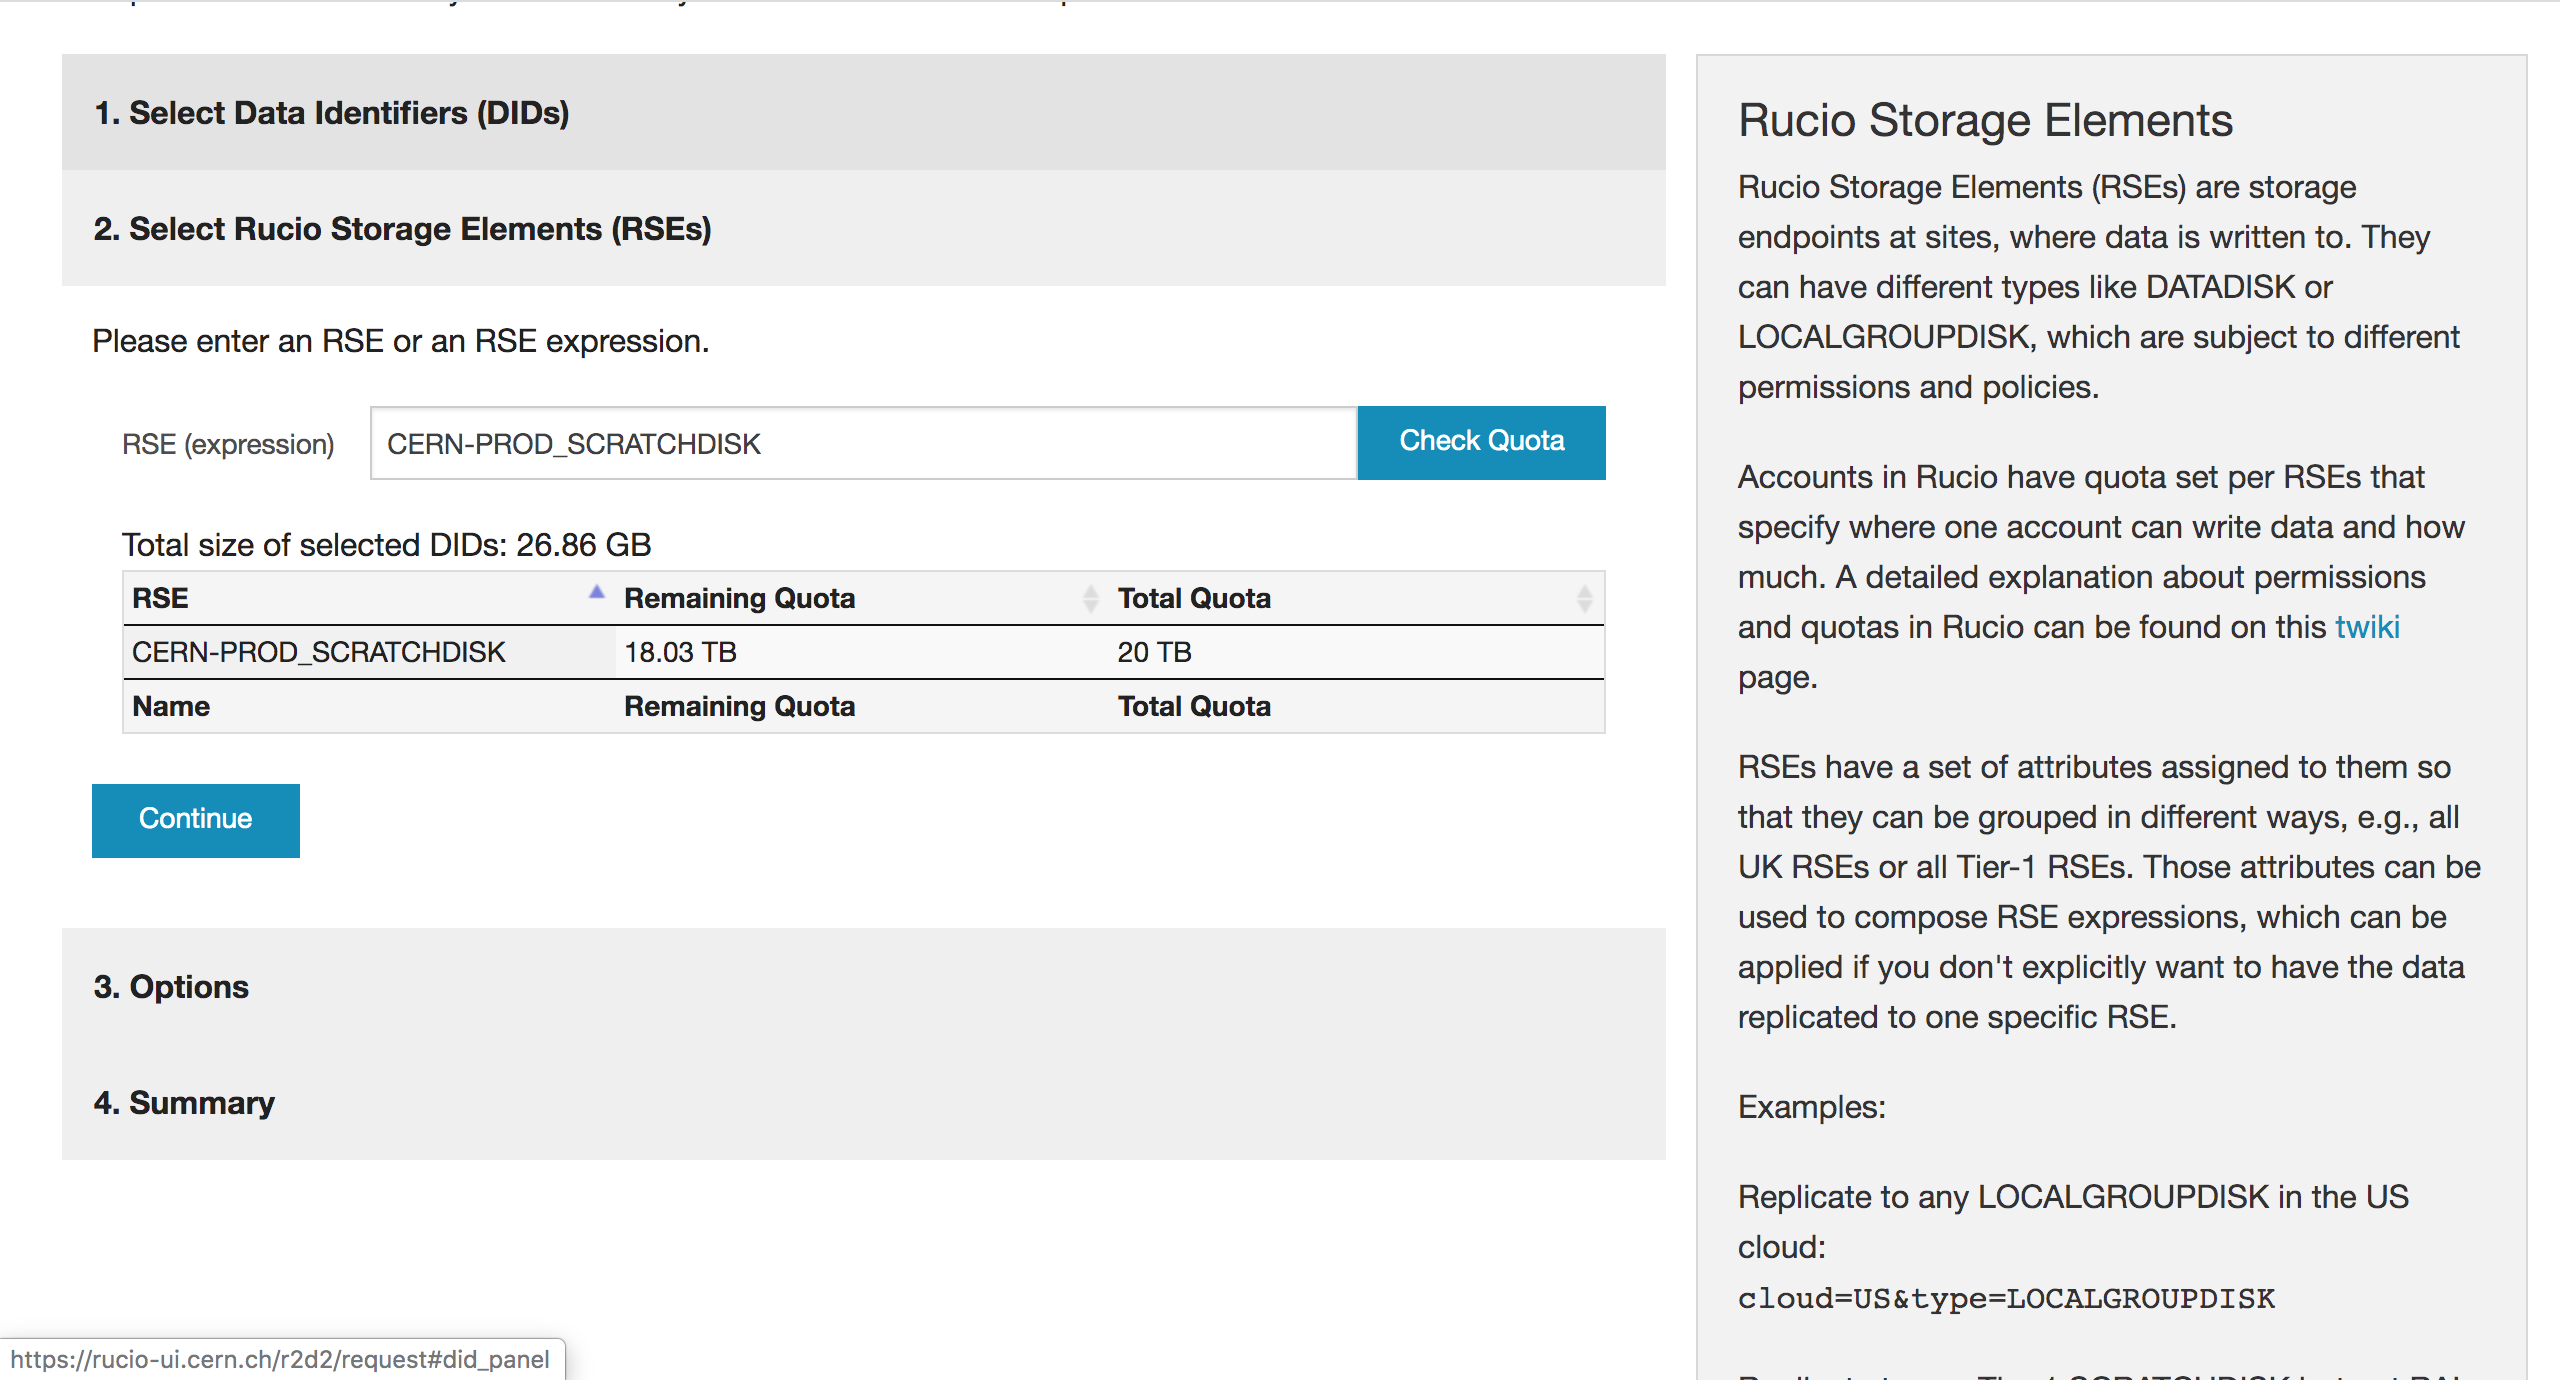 1. Select Data Identifiers (DIDs)
2. Select Rucio Storage Elements (RSEs)
Please enter an RSE or an RSE expression.
RSE (expression) CERN-PROD_SCRATCHDISK Check Quota
Total size of selected DIDs: 26.86 GB
RSE Remaining Quota Total Quota
CERN-PROD_SCRATCHDISK 18.03 TB 20 TB
Name Remaining Quota Total Quota
Continue
3. Options
4. Summary
https://rucio-ui.cern.ch/r2d2/request#did_panel
Rucio Storage Elements
Rucio Storage Elements (RSEs) are storage
endpoints at sites, where data is written to. They
can have different types like DATADISK or
LOCALGROUPDISK, which are subject to different
permissions and policies.
Accounts in Rucio have quota set per RSEs that
specify where one account can write data and how
much. A detailed explanation about permissions
and quotas in Rucio can be found on this twiki
page.
RSEs have a set of attributes assigned to them so
that they can be grouped in different ways, e.g., all
UK RSEs or all Tier-1 RSEs. Those attributes can be
used to compose RSE expressions, which can be
applied if you don't explicitly want to have the data
replicated to one specific RSE.
Examples:
Replicate to any LOCALGROUPDISK in the US
cloud:
cloud=US&type=LOCALGROUPDISK